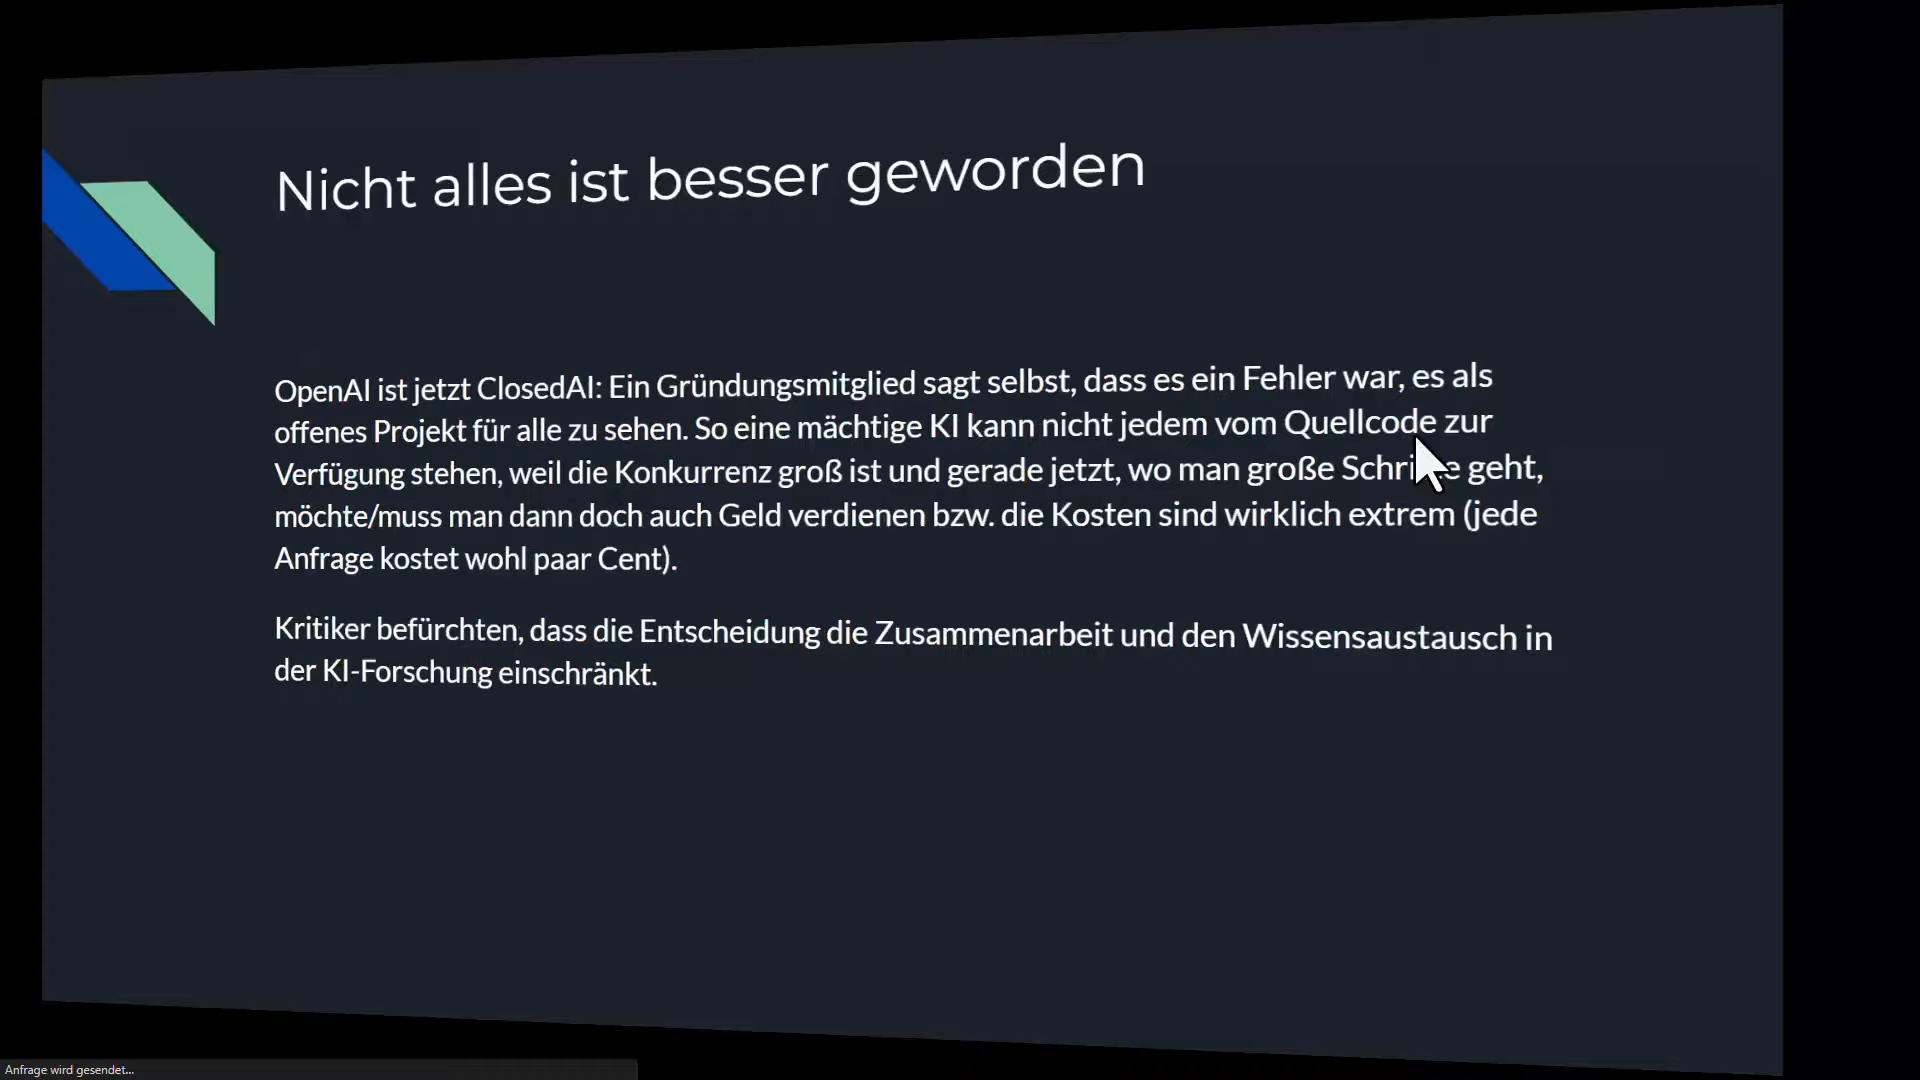 Nicht alles ist besser geworden
OpenAI ist jetzt ClosedAI: Ein Gründungsmitglied sagt selbst, dass es ein Fehler war, es als
offenes Projekt für alle zu sehen. So eine mächtige KI kann nicht jedem vom Quellcode zur
Verfügung stehen, weil die Konkurrenz groß ist und gerade jetzt, wo man große Schritte geht,
möchte/muss man dann doch auch Geld verdienen bzw. die Kosten sind wirklich extrem (jede
Anfrage kostet wohl paar Cent).
Kritiker befürchten, dass die Entscheidung die Zusammenarbeit und den Wissensaustausch in
der KI-Forschung einschränkt.
Anfrage wird gesendet...